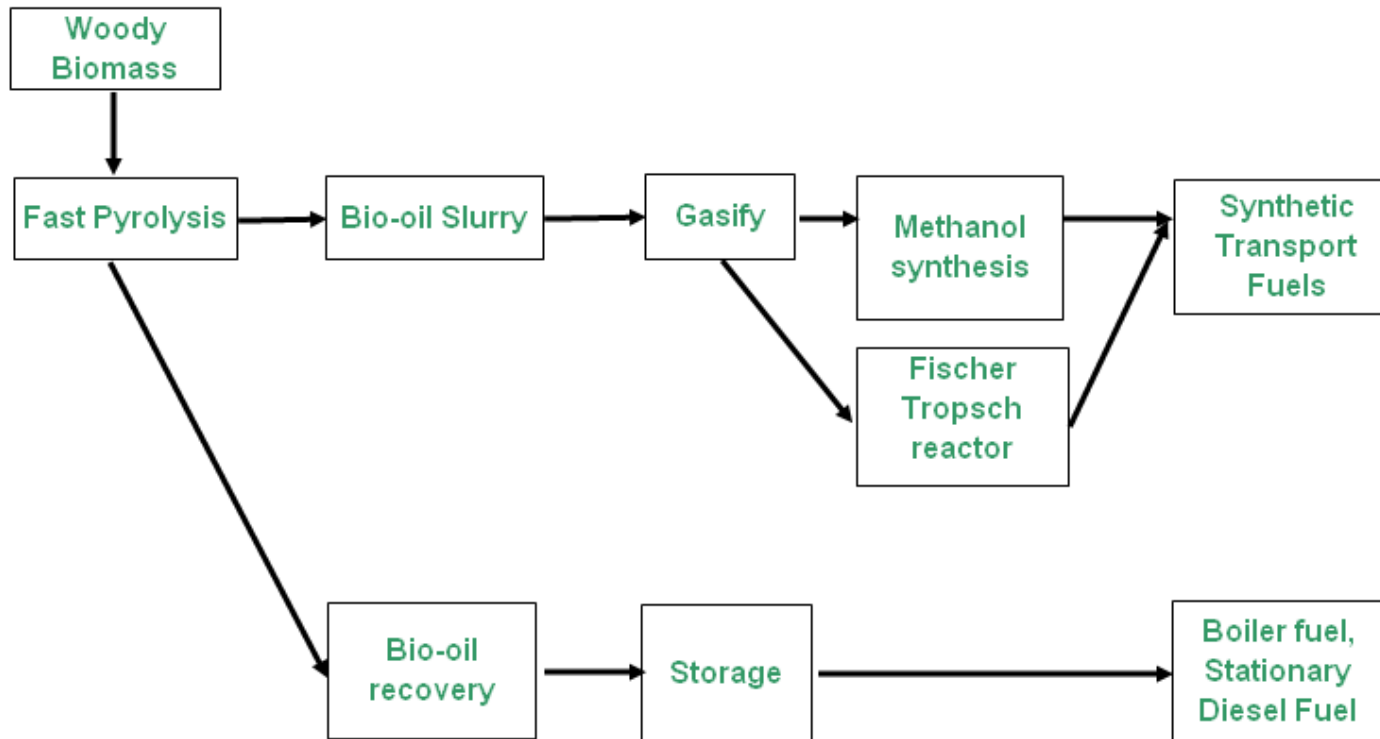 Woody
Biomass
Fast Pyrolysis
Bio-oil Slurry
Gasify
Methanol
synthesis
Synthetic
Transport
Fuels
Fischer
Tropsch
reactor
Bio-oil
recovery
Storage
Boiler fuel,
Stationary
Diesel Fuel